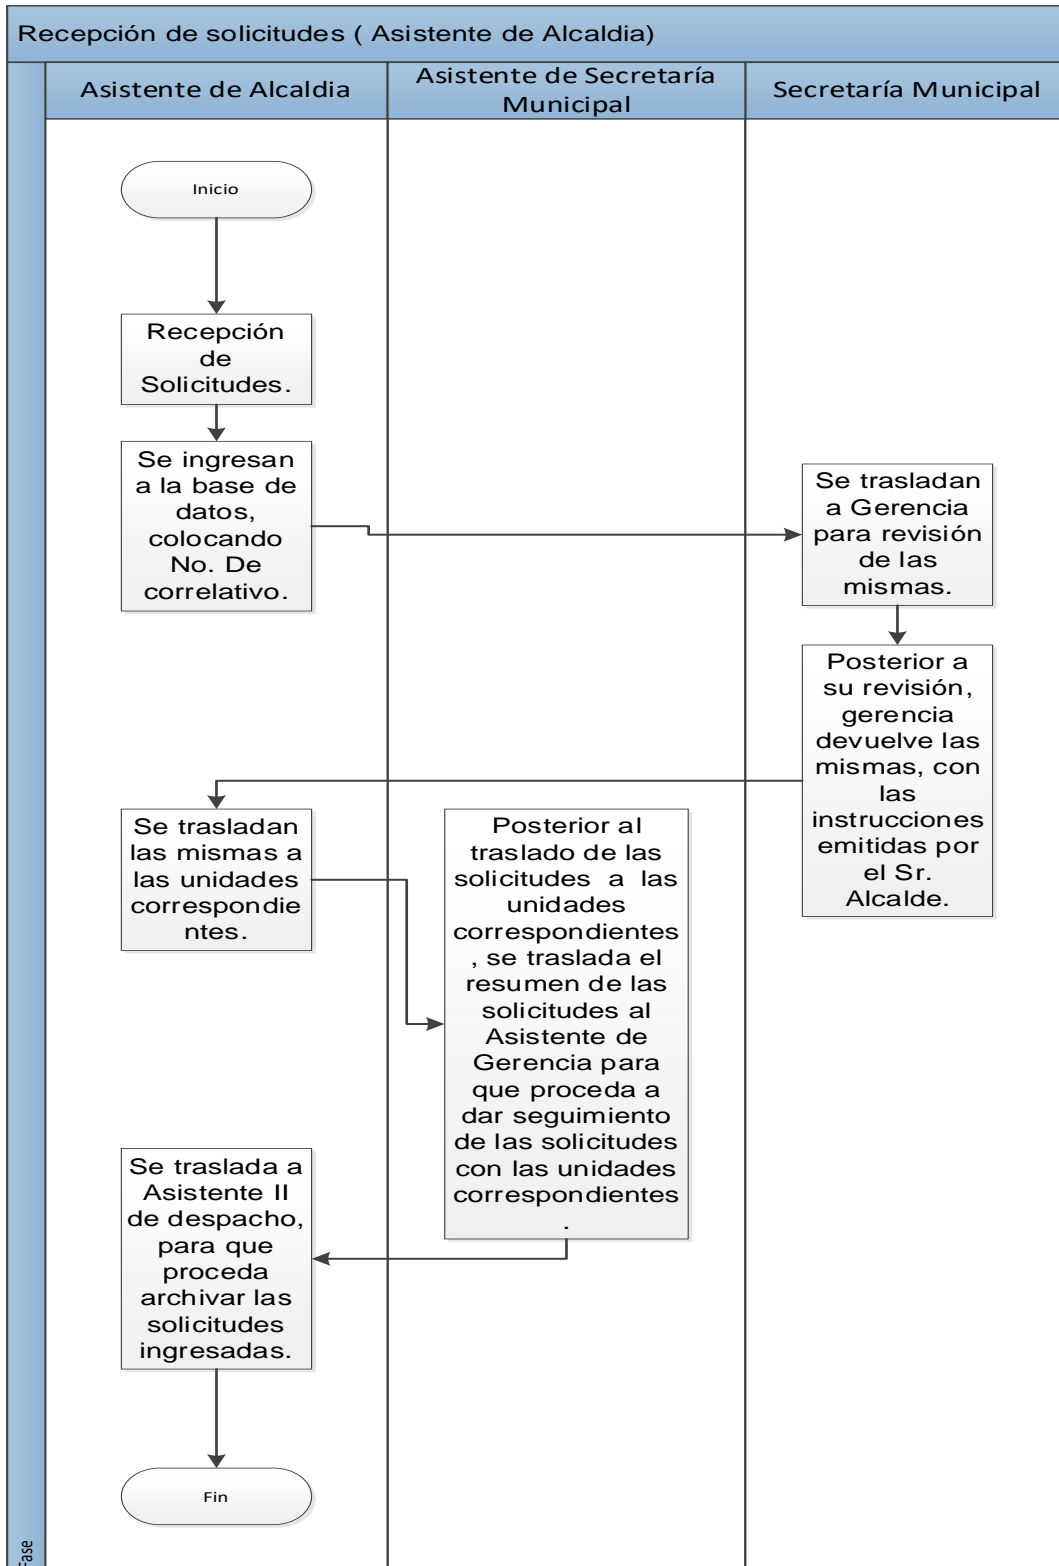 Recepción de solicitudes ( Asistente de Alcaldia)
Asistente de Alcaldia
Asistente de Secretaría
Municipal
Secretaría Municipal
Inicio
Recepción
de
Solicitudes.
Se ingresan
a la base de
datos,
colocando
No. De
correlativo.
Se trasladan
a Gerencia
para revisión
de las
mismas.
Posterior a
su revisión,
gerencia
devuelve las
mismas, con
las
instrucciones
emitidas por
el Sr.
Alcalde.
Se trasladan
las mismas a
las unidades
correspondie
ntes.
Posterior al
traslado de las
solicitudes a las
unidades
correspondientes
, se traslada el
resumen de las
solicitudes al
Asistente de
Gerencia para
que proceda a
dar seguimiento
de las solicitudes
con las unidades
correspondientes
.
Se traslada a
Asistente II
de despacho,
para que
proceda
archivar las
solicitudes
ingresadas.
Fin
Fase